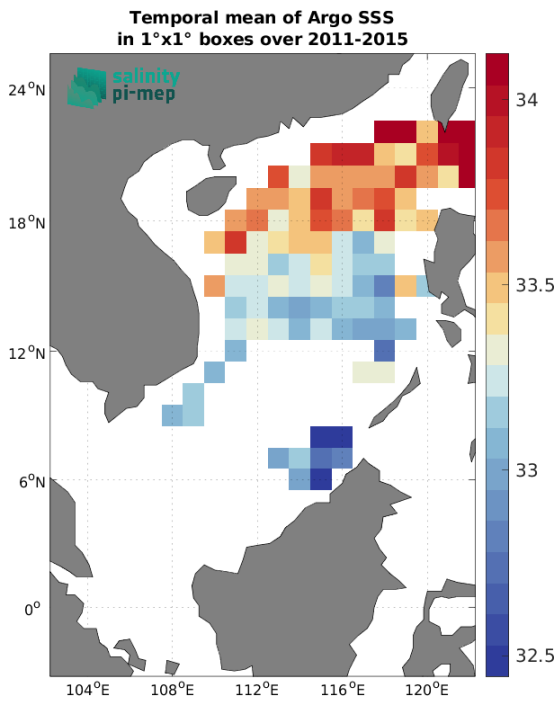 Temporal mean of Argo SSS
in 1°x1° boxes over 2011-2015
salinity
pi-mep
24°N
18°N
12°N
6°N
0°
104°E
108°E
112°E
116°E
120°E
34
33.5
33
32.5